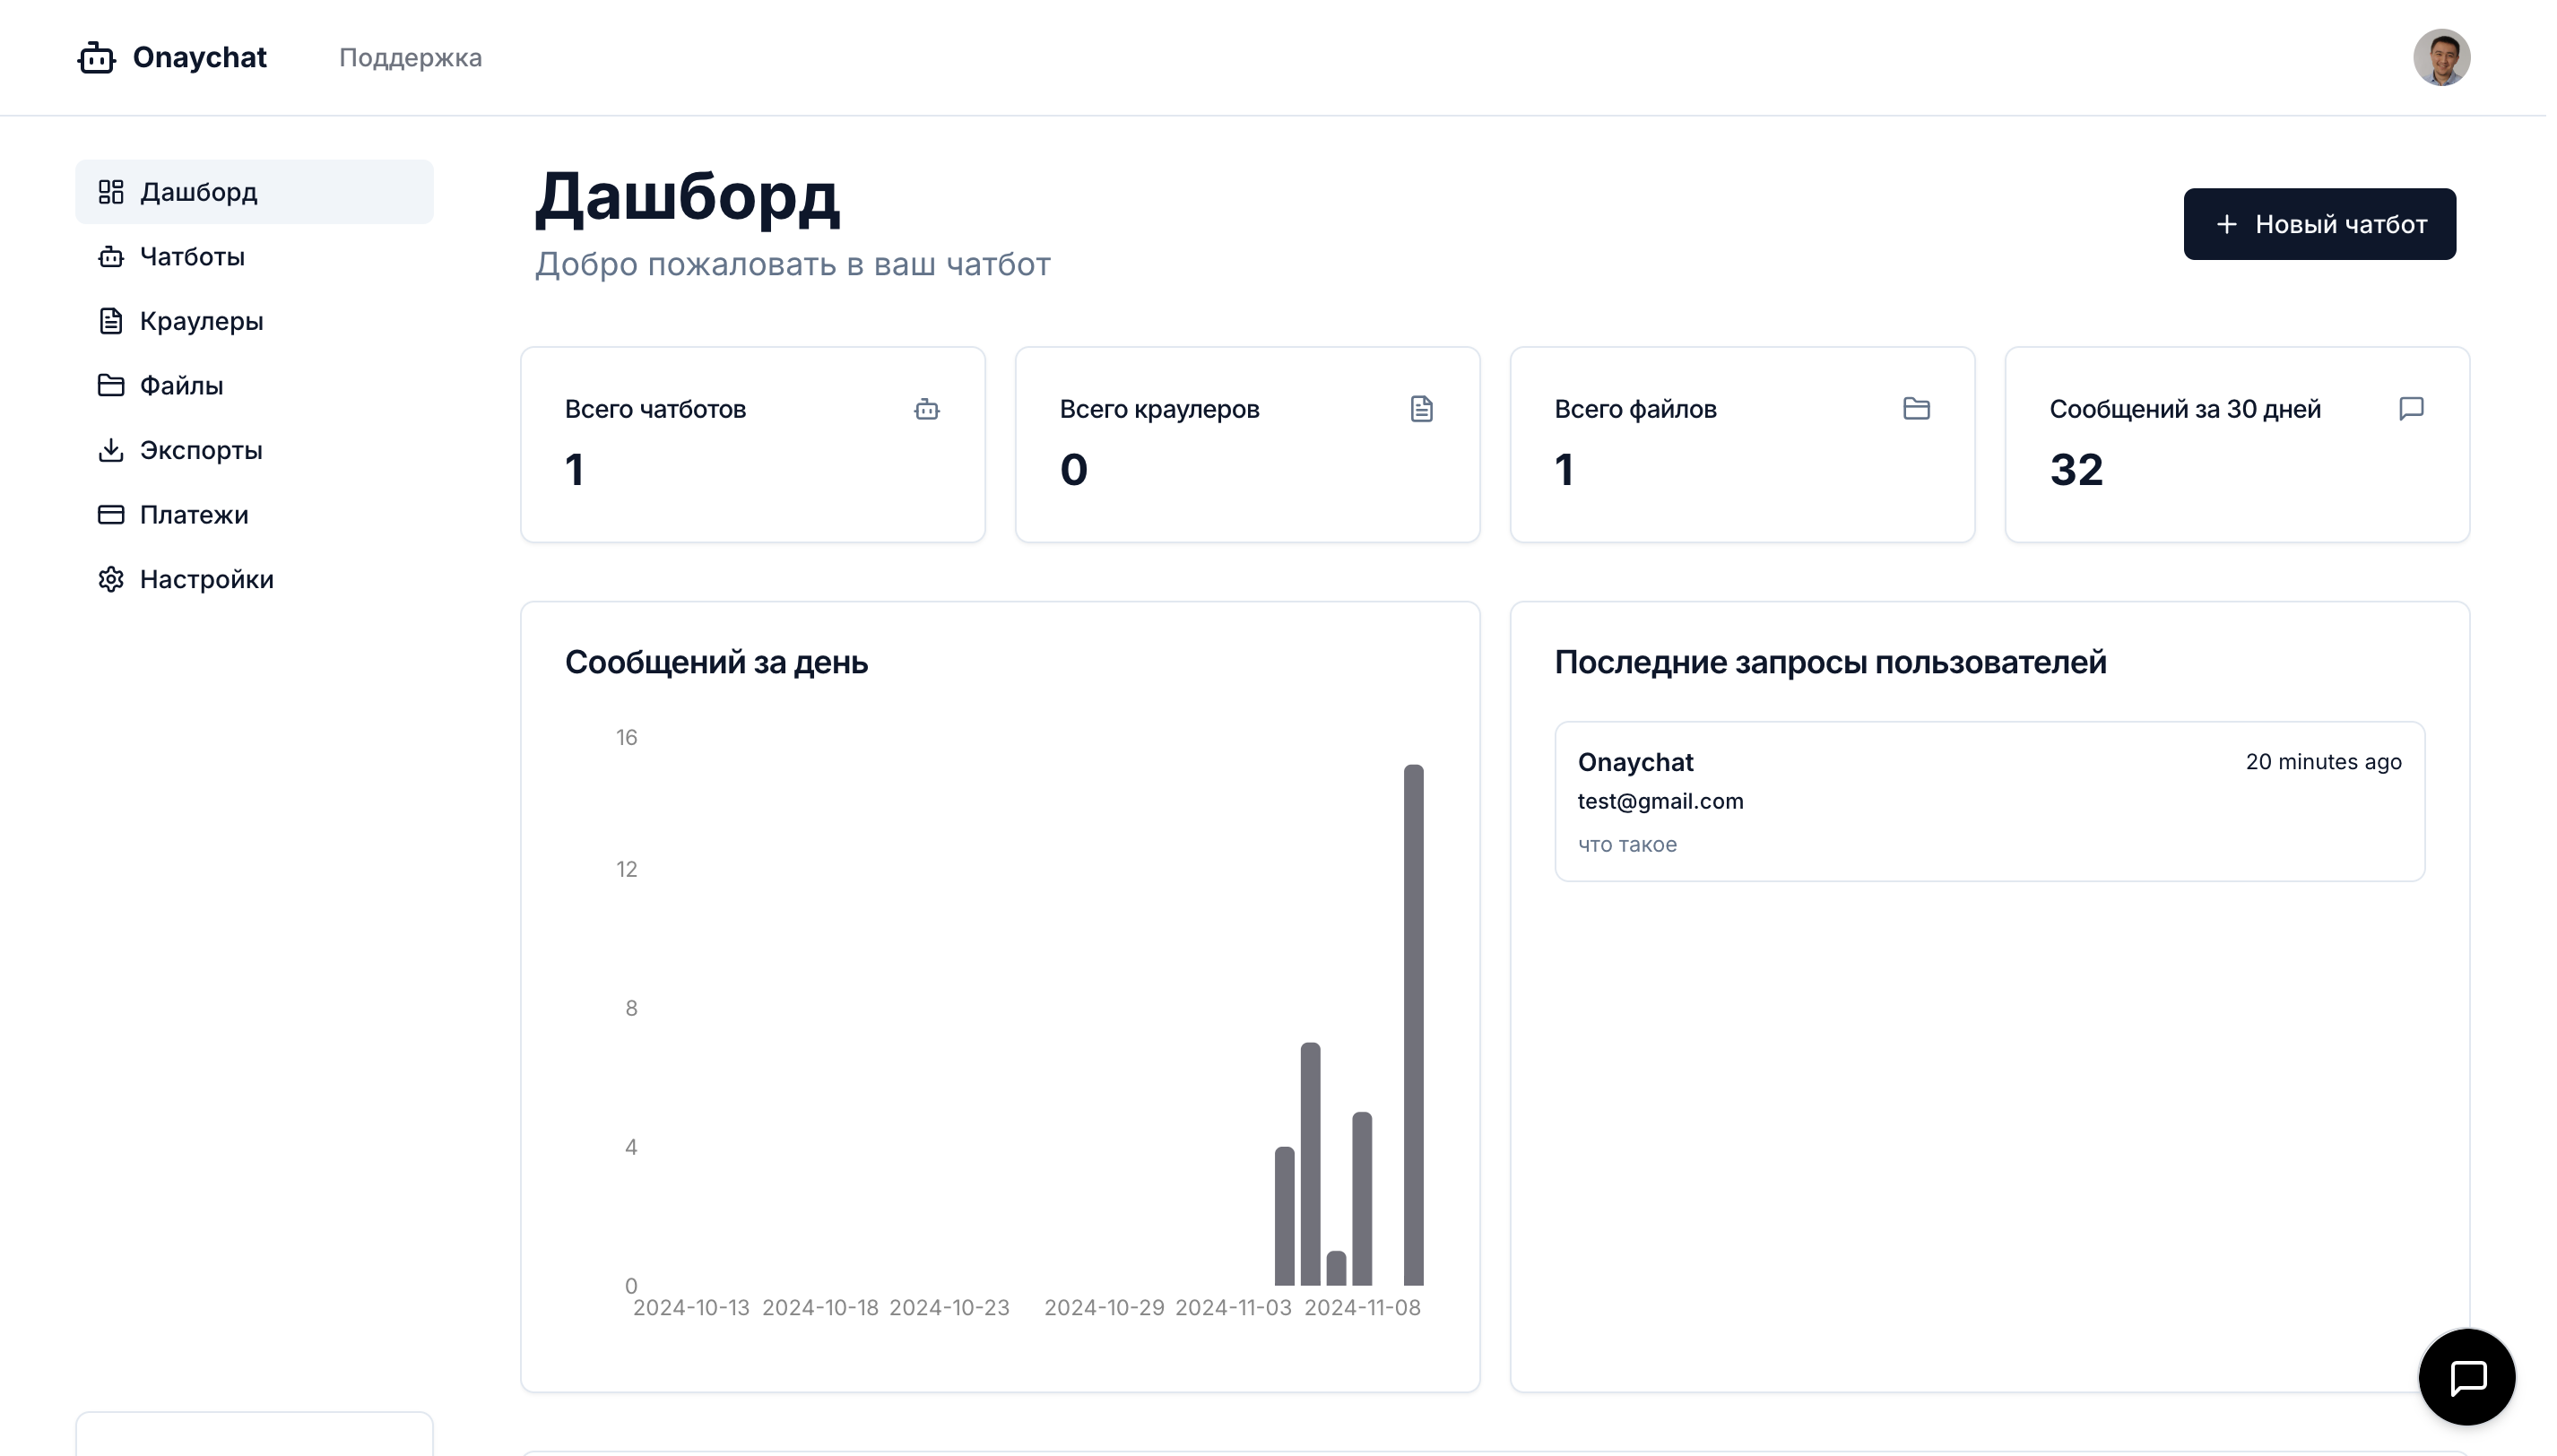 Onaychat
Поддержка
Дашборд
Чатботы
Краулеры
Файлы
Экспорты
Платежи
Настройки
Дашборд
Добро пожаловать в ваш чатбот
Новый чатбот
Всего чатботов
1
Всего краулеров
0
Всего файлов
1
Сообщений за 30 дней
32
Сообщений за день
16
12
8
4
0
2024-10-13 2024-10-18 2024-10-23 2024-10-29 2024-11-03 2024-11-08
Последние запросы пользователей
Onaychat 20 minutes ago
test@gmail.com
что такое